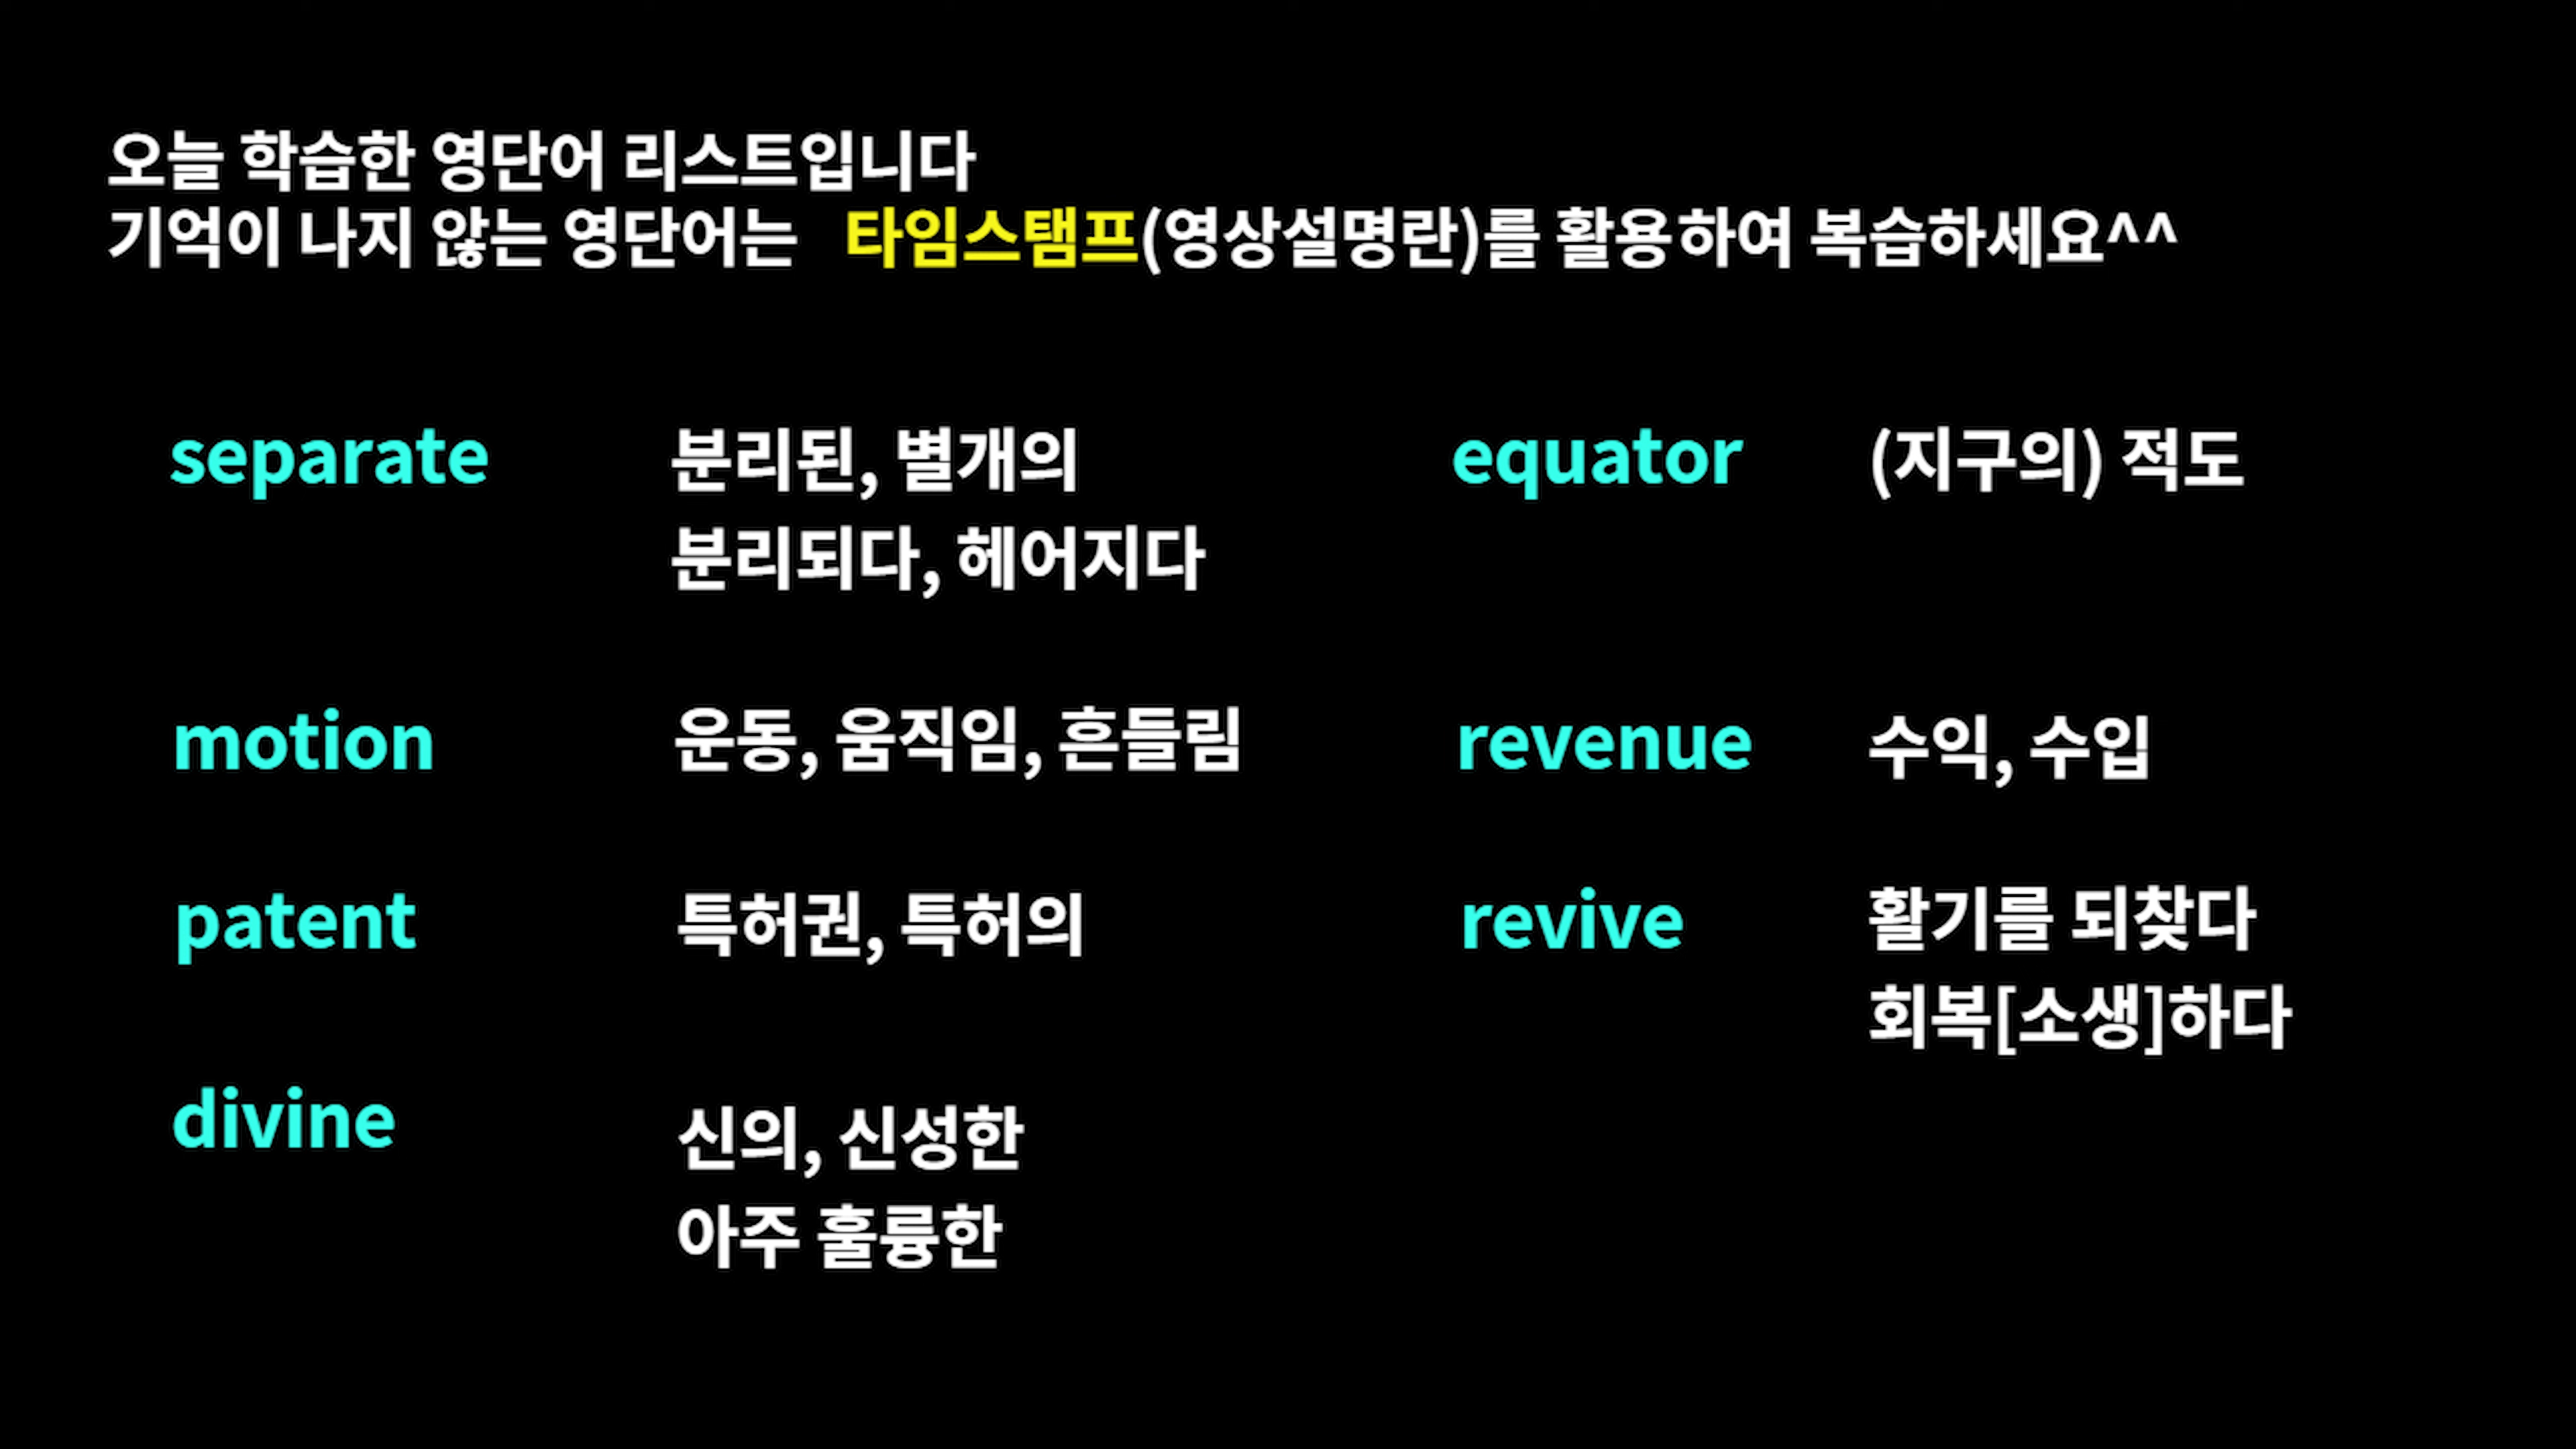 오늘 학습한 영단어 리스트입니다
기억이 나지 않는 영단어는 타임스탬프(영상설명란)를 활용하여 복습하세요^^
separate 분리된, 별개의
분리되다, 헤어지다
motion 운동, 움직임, 흔들림
patent 특허권, 특허의
divine 신의, 신성한
아주 훌륭한
equator (지구의) 적도
revenue 수익, 수입
revive 활기를 되찾다
회복[소생]하다